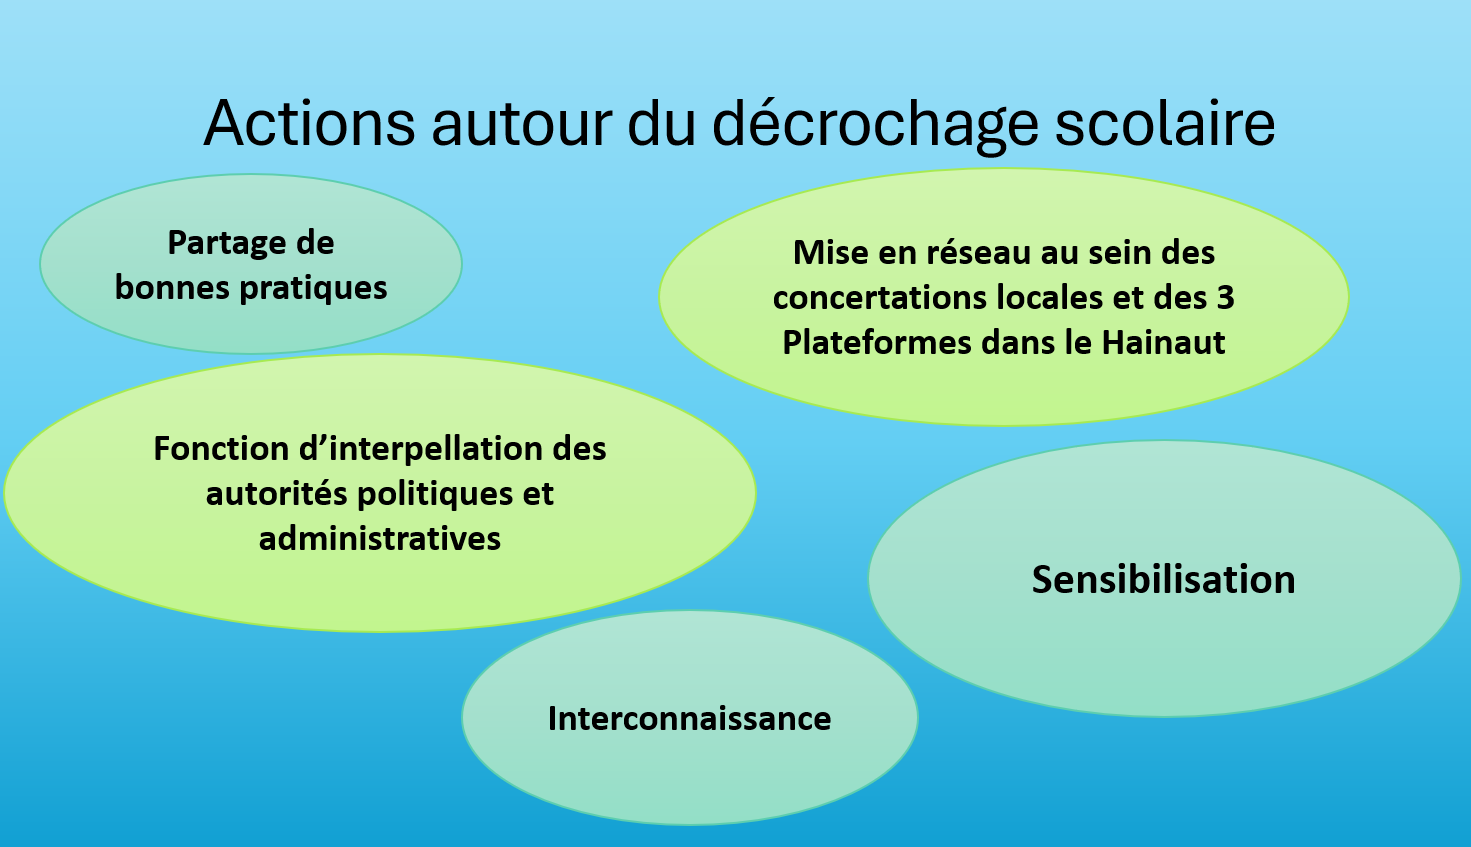 Actions autour du décrochage scolaire
Partage de
bonnes pratiques
Mise en réseau au sein des
concertations locales et des 3
Plateformes dans le Hainaut
Fonction d’interpellation des
autorités politiques et
administratives
Sensibilisation
Interconnaissance